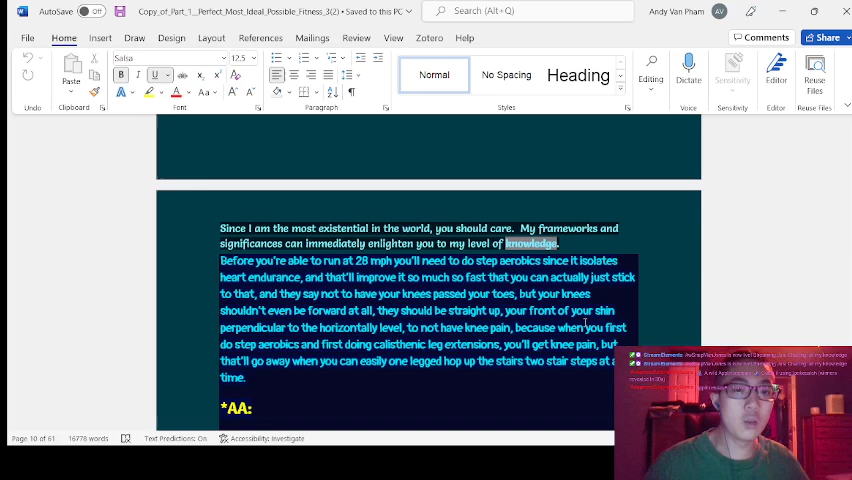 AutoSave Off Copy_of_Part_1__Perfect_Most_Ideal_Possible_Fitness_3(2) • Saved to this PC Search (Alt+Q) Andy Van Pham AV
File Home Insert Draw Design Layout References Mailings Review View Zotero Help Comments Share
Salsa 12.5
Paste
B I U
Normal No Spacing Heading
Editing Dictate Sensitivity Editor Reuse Files
Undo Clipboard Font Paragraph Styles Voice Sensitivity Editor Reuse Files
Since I am the most existential in the world, you should care. My frameworks and
significances can immediately enlighten you to my level of knowledge.
Before you're able to run at 28 mph you'll need to do step aerobics since it isolates
heart endurance, and that'll improve it so much so fast that you can actually just stick
to that, and they say not to have your knees passed your toes, but your knees
shouldn't even be forward at all, they should be straight up, your front of your shin
perpendicular to the horizontally level, to not have knee pain, because when you first
do step aerobics and first doing calisthenic leg extensions, you'll get knee pain, but
that'll go away when you can easily one legged hop up the stairs two stair steps at a
time.
*AA:
Page 10 of 61 16778 words Text Predictions: On Accessibility: Investigate